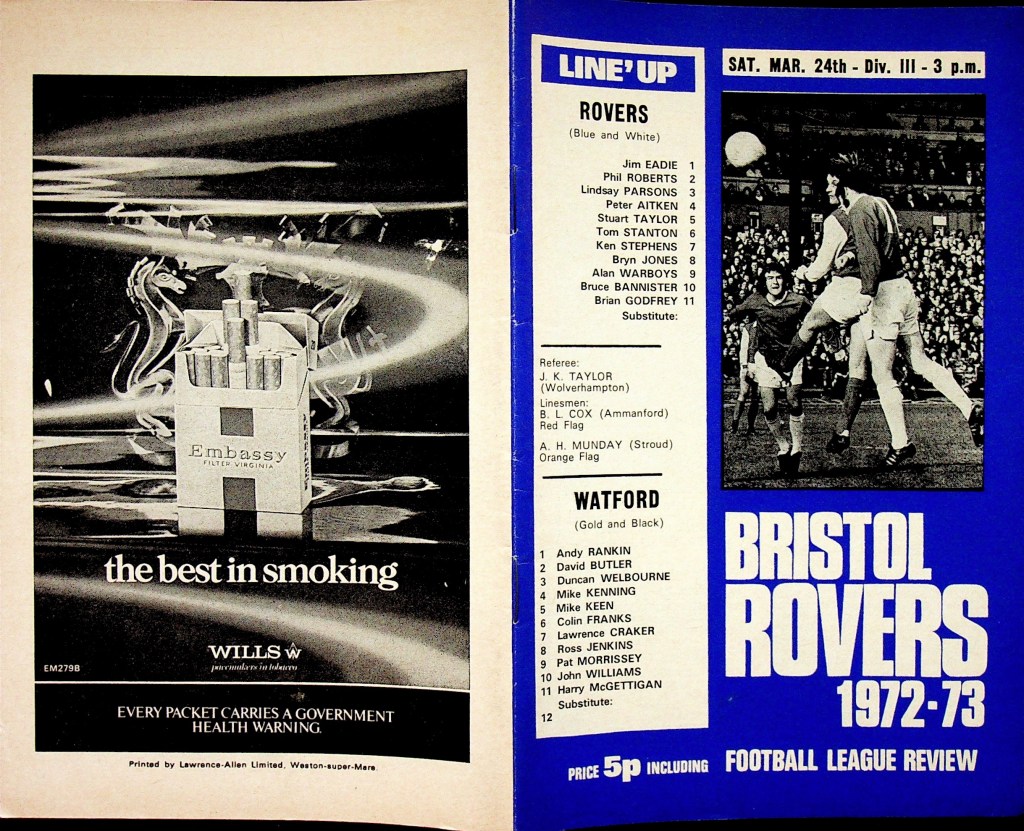 Embassy
FILTER VIRGINIA
the best in smoking
WILLS
pacemakers in tobacco
EM279B
EVERY PACKET CARRIES A GOVERNMENT
HEALTH WARNING.
Printed by Lawrence-Allen Limited, Weston-super-Mare.
LINE'UP
ROVERS
(Blue and White)
Jim EADIE 1
Phil ROBERTS 2
Lindsay PARSONS 3
Peter AITKEN 4
Stuart TAYLOR 5
Tom STANTON 6
Ken STEPHENS 7
Bryn JONES 8
Alan WARBOYS 9
Bruce BANNISTER 10
Brian GODFREY 11
Substitute:
Referee:
J. K. TAYLOR
(Wolverhampton)
Linesmen:
B. L. COX (Ammanford)
Red Flag
A. H. MUNDAY (Stroud)
Orange Flag
WATFORD
(Gold and Black)
1 Andy RANKIN
2 David BUTLER
3 Duncan WELBOURNE
4 Mike KENNING
5 Mike KEEN
6 Colin FRANKS
7 Lawrence CRAKER
8 Ross JENKINS
9 Pat MORRISSEY
10 John WILLIAMS
11 Harry McGETTIGAN
Substitute:
12
SAT. MAR. 24th - Div. III - 3 p.m.
BRISTOL
ROVERS
1972-73
PRICE 5p INCLUDING FOOTBALL LEAGUE REVIEW